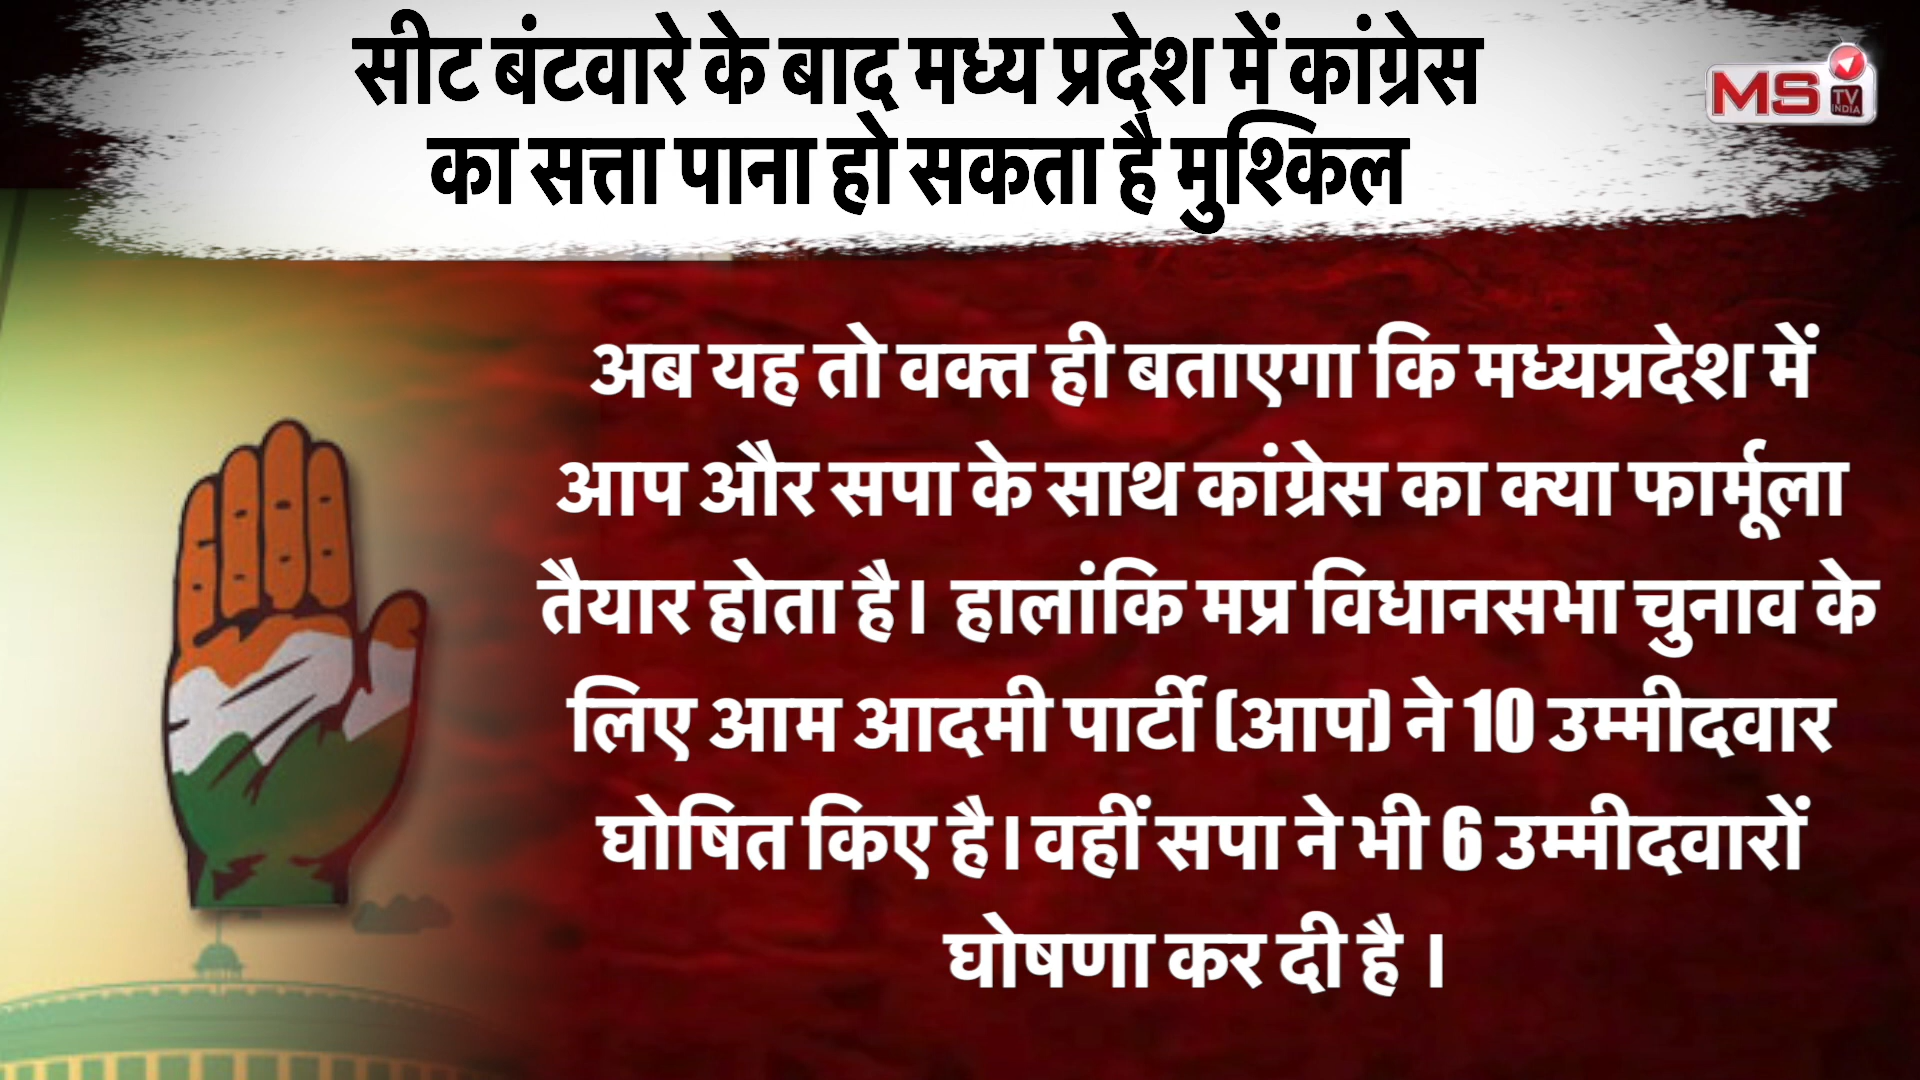 सीट बंटवारे के बाद मध्य प्रदेश में कांग्रेस
का सत्ता पाना हो सकता है मुश्किल
MS TV INDIA
अब यह तो वक्त ही बताएगा कि मध्यप्रदेश में
आप और सपा के साथ कांग्रेस का क्या फार्मूला
तैयार होता है। हालांकि मप्र विधानसभा चुनाव के
लिए आम आदमी पार्टी (आप) ने 10 उम्मीदवार
घोषित किए है। वहीं सपा ने भी 6 उम्मीदवारों
घोषणा कर दी है ।